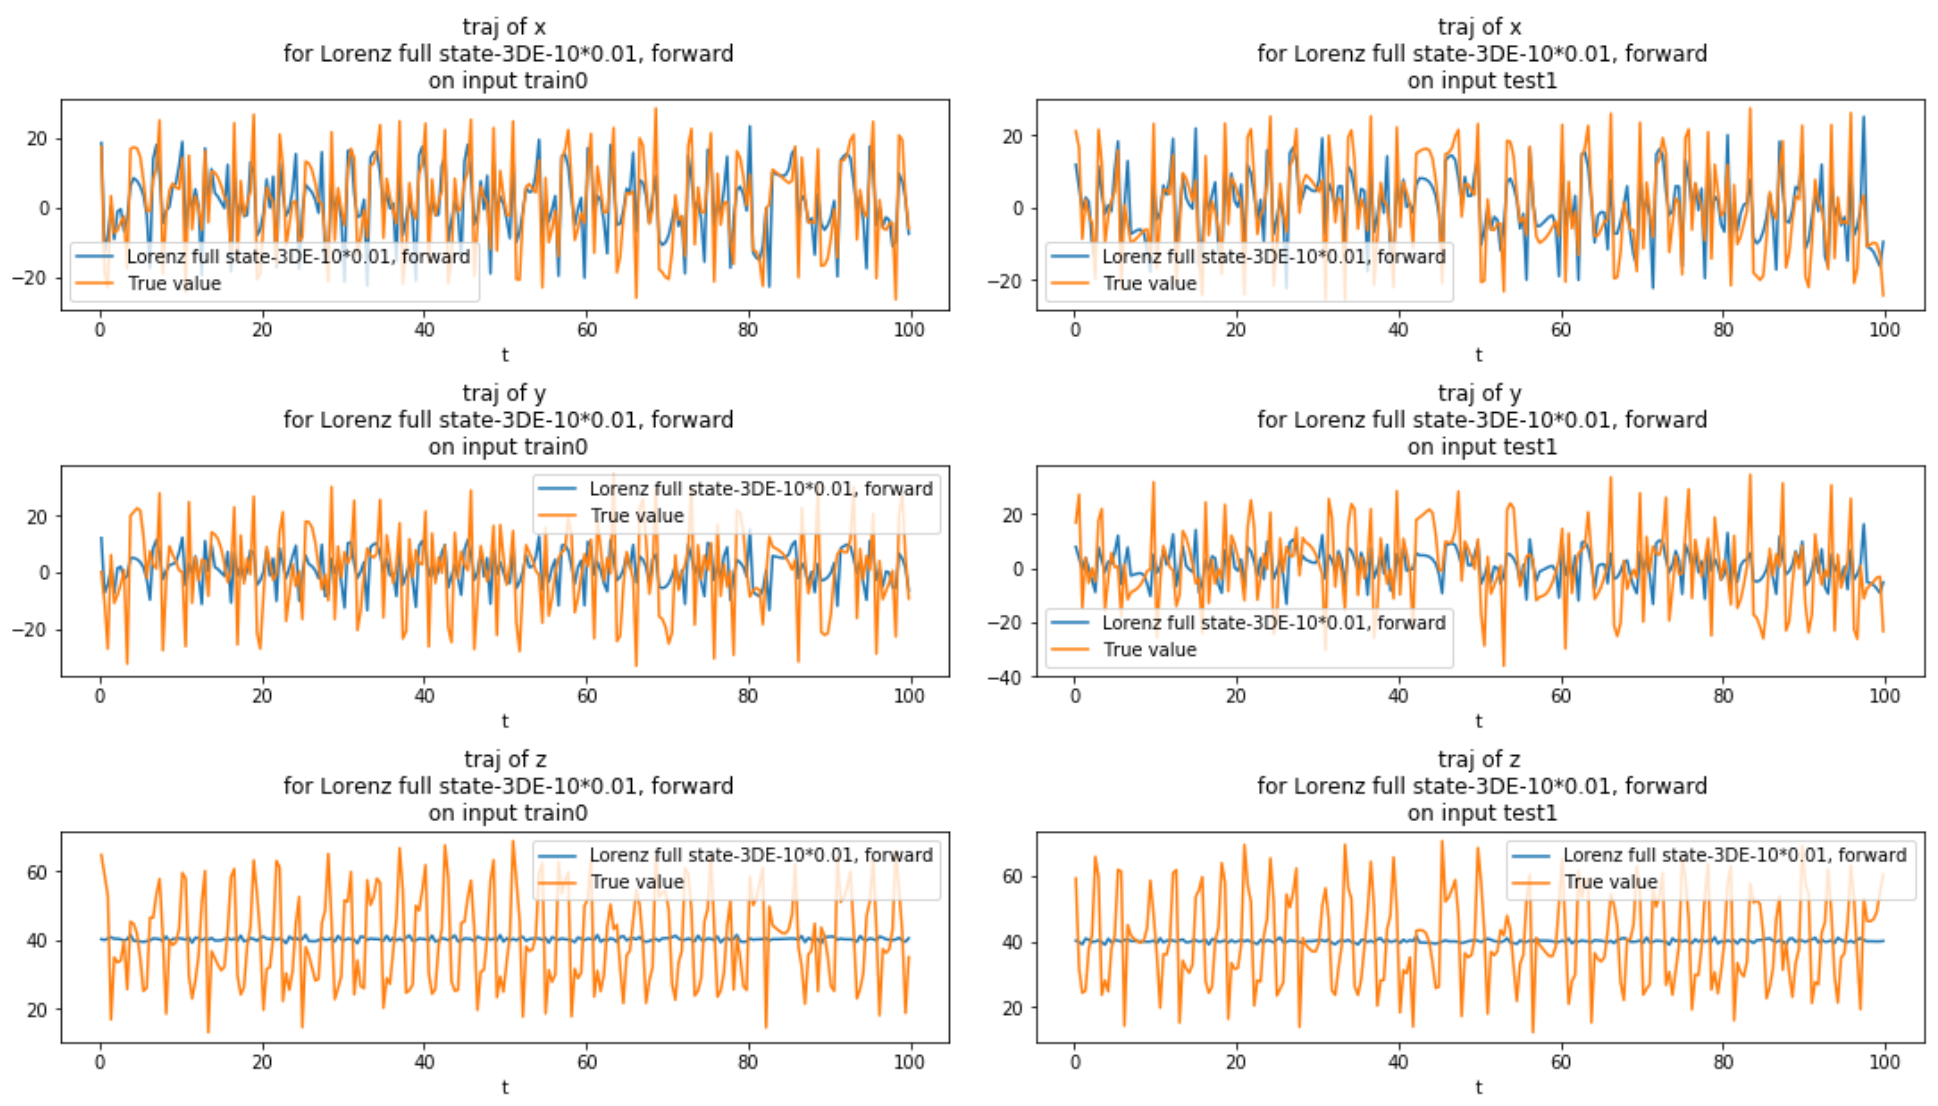 traj of x
for Lorenz full state-3DE-10*0.01, forward
on input train0
20
0
−20
Lorenz full state-3DE-10*0.01, forward
True value
0 20 40 60 80 100
t
traj of x
for Lorenz full state-3DE-10*0.01, forward
on input test1
20
0
−20
Lorenz full state-3DE-10*0.01, forward
True value
0 20 40 60 80 100
t
traj of y
for Lorenz full state-3DE-10*0.01, forward
on input train0
Lorenz full state-3DE-10*0.01, forward
True value
20
0
−20
0 20 40 60 80 100
t
traj of y
for Lorenz full state-3DE-10*0.01, forward
on input test1
20
0
−20
−40
Lorenz full state-3DE-10*0.01, forward
True value
0 20 40 60 80 100
t
traj of z
for Lorenz full state-3DE-10*0.01, forward
on input train0
Lorenz full state-3DE-10*0.01, forward
True value
60
40
20
0 20 40 60 80 100
t
traj of z
for Lorenz full state-3DE-10*0.01, forward
on input test1
Lorenz full state-3DE-10*0.01, forward
True value
60
40
20
0 20 40 60 80 100
t